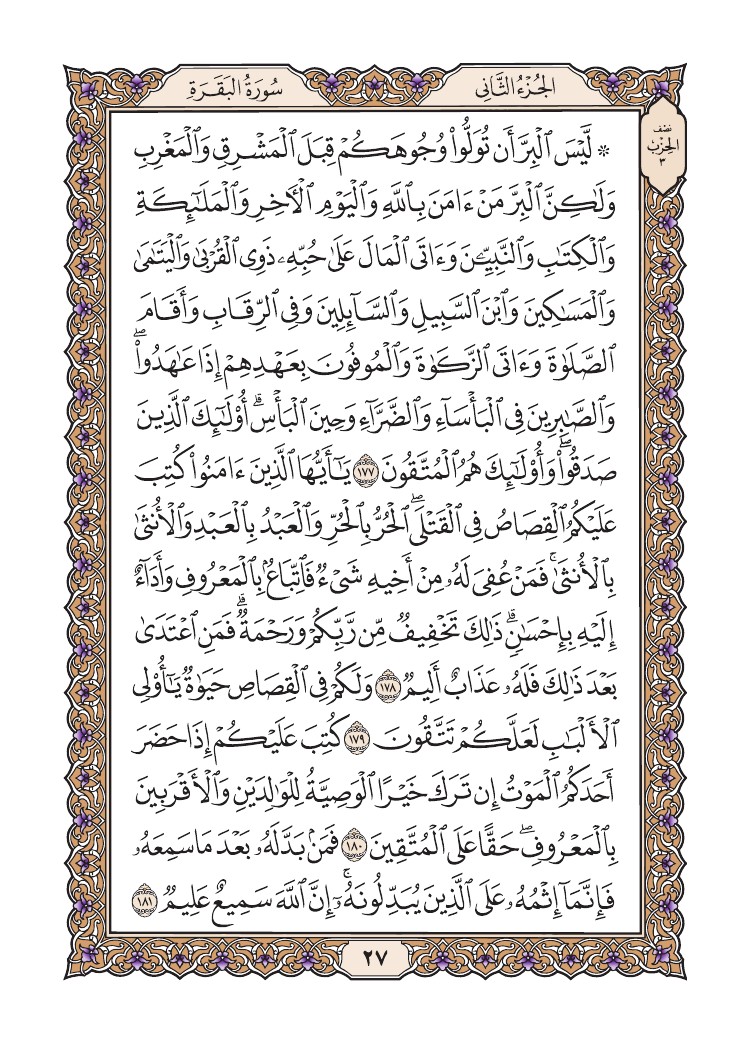 سُورَةُ البَقَرَةِ
الجُزْءُ الثَّانِى
نصف
الحِزْب
٣
* لَّيْسَ ٱلْبِرَّ أَن تُوَلُّوا۟ وُجُوهَكُمْ قِبَلَ ٱلْمَشْرِقِ وَٱلْمَغْرِبِ
وَلَـٰكِنَّ ٱلْبِرَّ مَنْ ءَامَنَ بِٱللَّهِ وَٱلْيَوْمِ ٱلْـَٔاخِرِ وَٱلْمَلَـٰٓئِكَةِ
وَٱلْكِتَـٰبِ وَٱلنَّبِيِّـۧنَ وَءَاتَى ٱلْمَالَ عَلَىٰ حُبِّهِۦ ذَوِى ٱلْقُرْبَىٰ وَٱلْيَتَـٰمَىٰ
وَٱلْمَسَـٰكِينَ وَٱبْنَ ٱلسَّبِيلِ وَٱلسَّآئِلِينَ وَفِى ٱلرِّقَابِ وَأَقَامَ
ٱلصَّلَوٰةَ وَءَاتَى ٱلزَّكَوٰةَ وَٱلْمُوفُونَ بِعَهْدِهِمْ إِذَا عَـٰهَدُوا۟ۖ
وَٱلصَّـٰبِرِينَ فِى ٱلْبَأْسَآءِ وَٱلضَّرَّآءِ وَحِينَ ٱلْبَأْسِۗ أُو۟لَـٰٓئِكَ ٱلَّذِينَ
صَدَقُوا۟ۖ وَأُو۟لَـٰٓئِكَ هُمُ ٱلْمُتَّقُونَ ١٧٧ يَـٰٓأَيُّهَا ٱلَّذِينَ ءَامَنُوا۟ كُتِبَ
عَلَيْكُمُ ٱلْقِصَاصُ فِى ٱلْقَتْلَىۖ ٱلْحُرُّ بِٱلْحُرِّ وَٱلْعَبْدُ بِٱلْعَبْدِ وَٱلْأُنثَىٰ
بِٱلْأُنثَىٰۚ فَمَنْ عُفِىَ لَهُۥ مِنْ أَخِيهِ شَىْءٌ فَٱتِّبَاعٌۢ بِٱلْمَعْرُوفِ وَأَدَآءٌ
إِلَيْهِ بِإِحْسَـٰنٍۗ ذَٰلِكَ تَخْفِيفٌ مِّن رَّبِّكُمْ وَرَحْمَةٌۗ فَمَنِ ٱعْتَدَىٰ
بَعْدَ ذَٰلِكَ فَلَهُۥ عَذَابٌ أَلِيمٌ ١٧٨ وَلَكُمْ فِى ٱلْقِصَاصِ حَيَوٰةٌ يَـٰٓأُو۟لِى
ٱلْأَلْبَـٰبِ لَعَلَّكُمْ تَتَّقُونَ ١٧٩ كُتِبَ عَلَيْكُمْ إِذَا حَضَرَ
أَحَدَكُمُ ٱلْمَوْتُ إِن تَرَكَ خَيْرًا ٱلْوَصِيَّةُ لِلْوَٰلِدَيْنِ وَٱلْأَقْرَبِينَ
بِٱلْمَعْرُوفِۖ حَقًّا عَلَى ٱلْمُتَّقِينَ ١٨٠ فَمَنۢ بَدَّلَهُۥ بَعْدَ مَا سَمِعَهُۥ
فَإِنَّمَآ إِثْمُهُۥ عَلَى ٱلَّذِينَ يُبَدِّلُونَهُۥٓۚ إِنَّ ٱللَّهَ سَمِيعٌ عَلِيمٌ ١٨١
٢٧